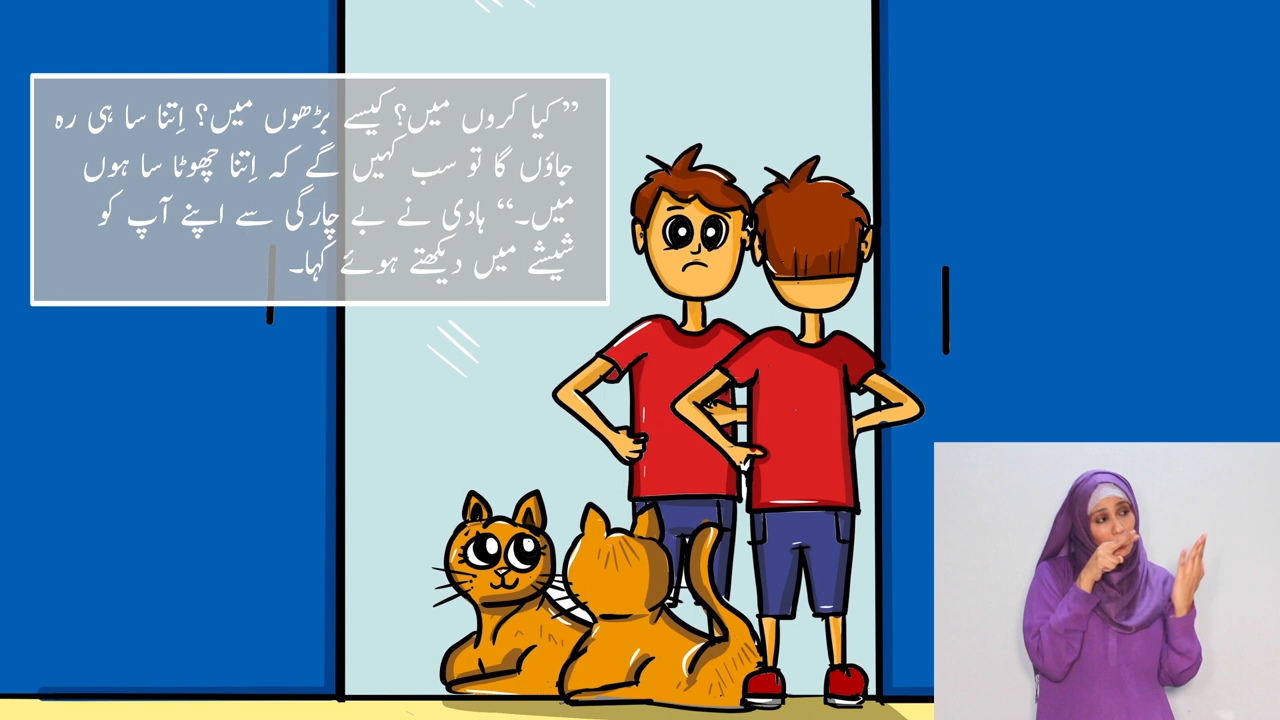 ”کیا کروں میں؟ کیسے بڑھوں میں؟ اِتنا سا ہی رہ
جاؤں گا تو سب کہیں گے کہ اِتنا چھوٹا سا ہوں
میں۔“ ہادی نے بے چارگی سے اپنے آپ کو
شیشے میں دیکھتے ہوئے کہا۔